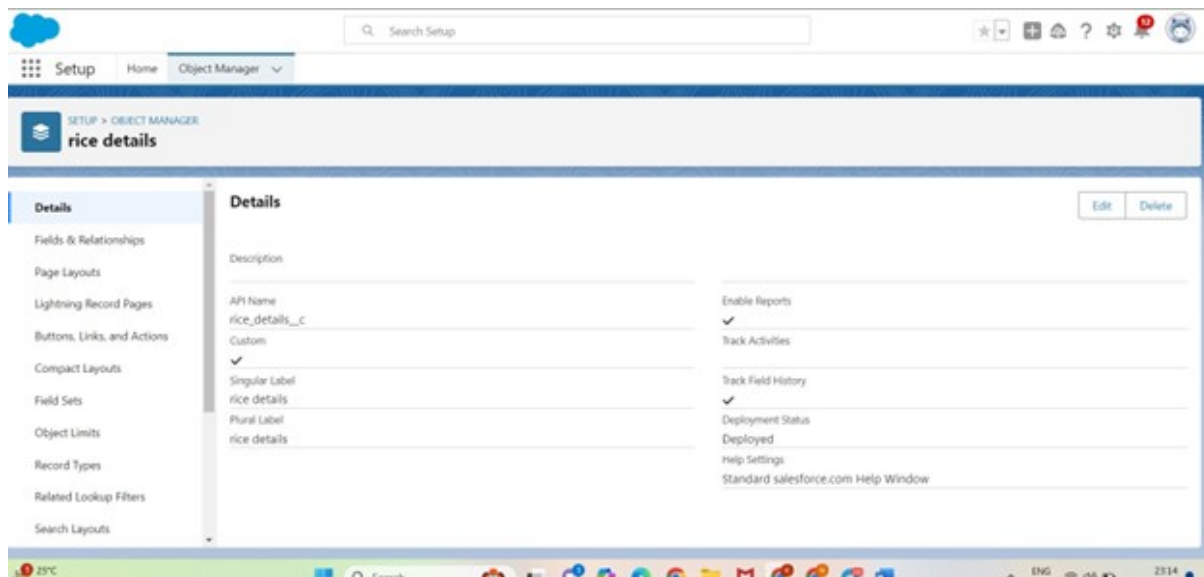 Search Setup
12
Setup Home Object Manager
SETUP > OBJECT MANAGER
rice details
Details
Fields & Relationships
Page Layouts
Lightning Record Pages
Buttons, Links, and Actions
Compact Layouts
Field Sets
Object Limits
Record Types
Related Lookup Filters
Search Layouts
Details
Edit Delete
Description
API Name
rice_details__c
Custom
Singular Label
rice details
Plural Label
rice details
Enable Reports
Track Activities
Track Field History
Deployment Status
Deployed
Help Settings
Standard salesforce.com Help Window
25°C
Search
ENG
23:14